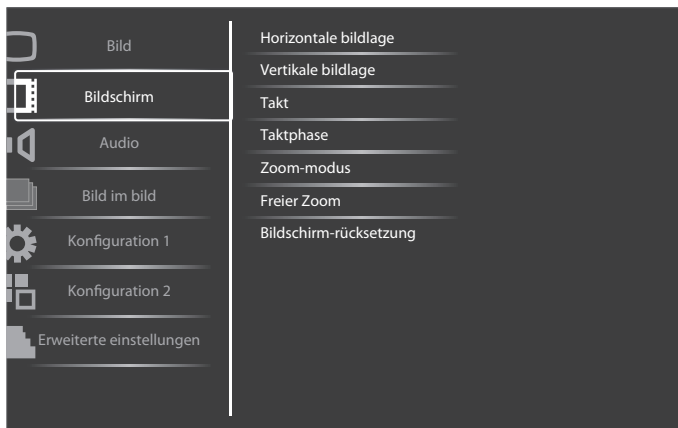 Bild
Bildschirm
Audio
Bild im bild
Konfiguration 1
Konfiguration 2
Erweiterte einstellungen
Horizontale bildlage
Vertikale bildlage
Takt
Taktphase
Zoom-modus
Freier Zoom
Bildschirm-rücksetzung